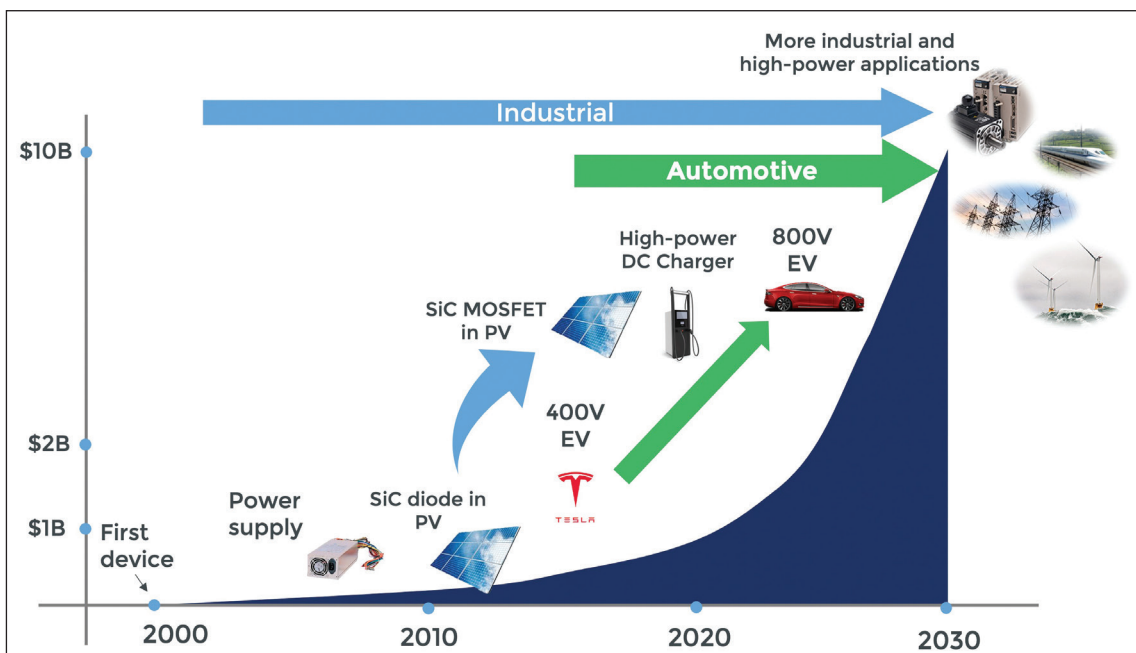 More industrial and
high-power applications
Industrial
$10B
Automotive
High-power
DC Charger
800V
EV
SiC MOSFET
in PV
400V
EV
$2B
Power
supply
SiC diode in
PV
TESLA
$1B
First
device
2000
2010
2020
2030